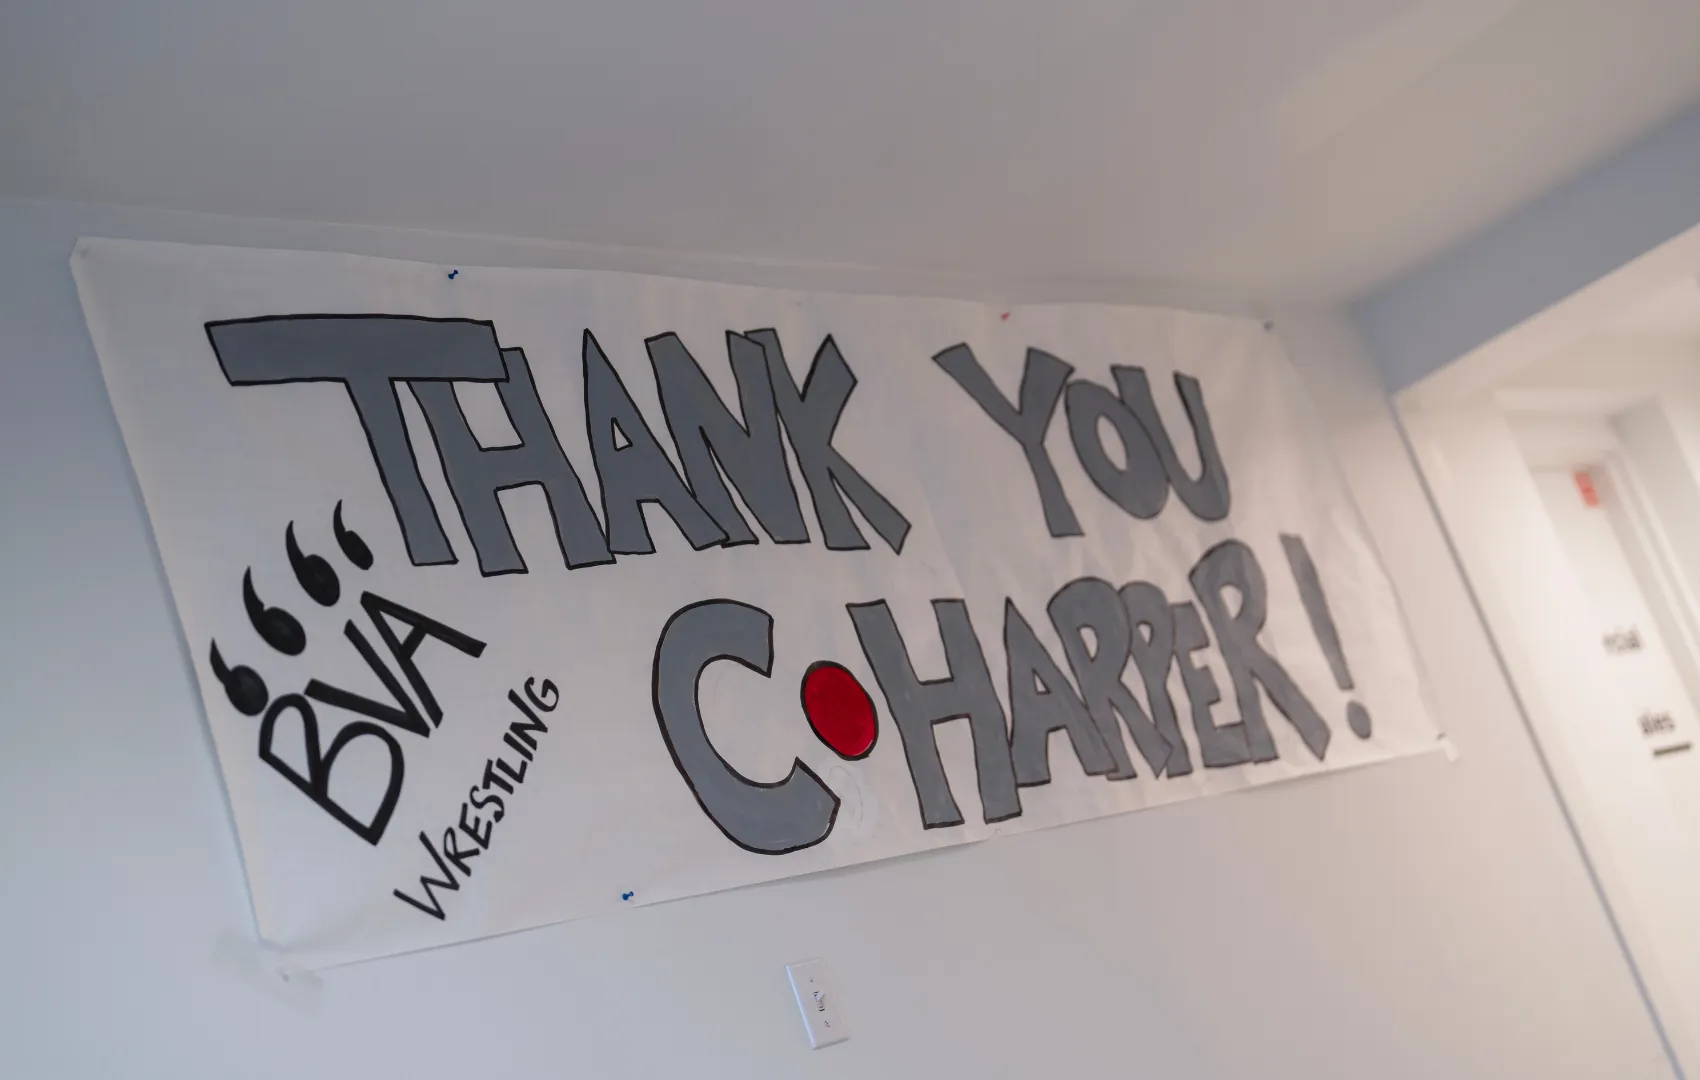 THANK YOU
C•HARPER!
BVA
WRESTLING